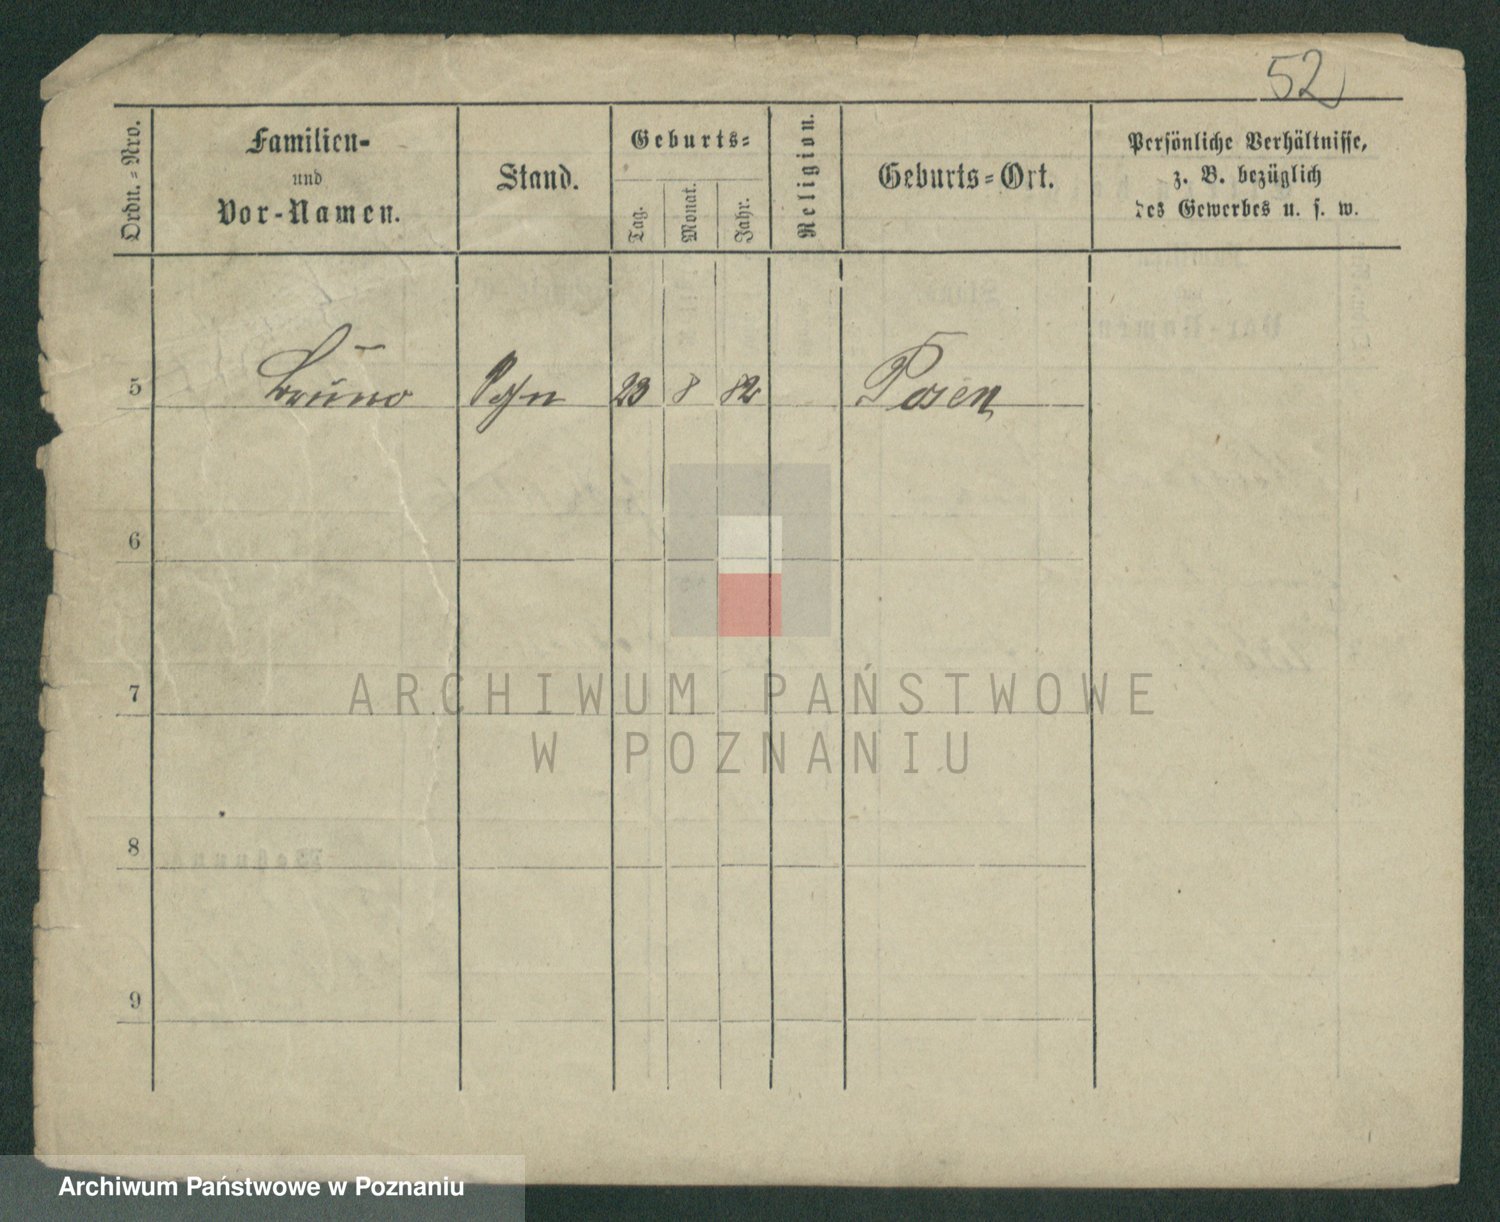 52
Ordn.=Nro.
Familien-
und
Vor-Namen.
Stand.
Geburts=
Tag.
Monat.
Jahr.
Religion.
Geburts=Ort.
Persönliche Verhältnisse,
z. B. bezüglich
des Gewerbes u. s. w.
5 Bruno Sohn 23 8 82 Posen
6
7
8
9
ARCHIWUM PAŃSTWOWE
W POZNANIU
Archiwum Państwowe w Poznaniu